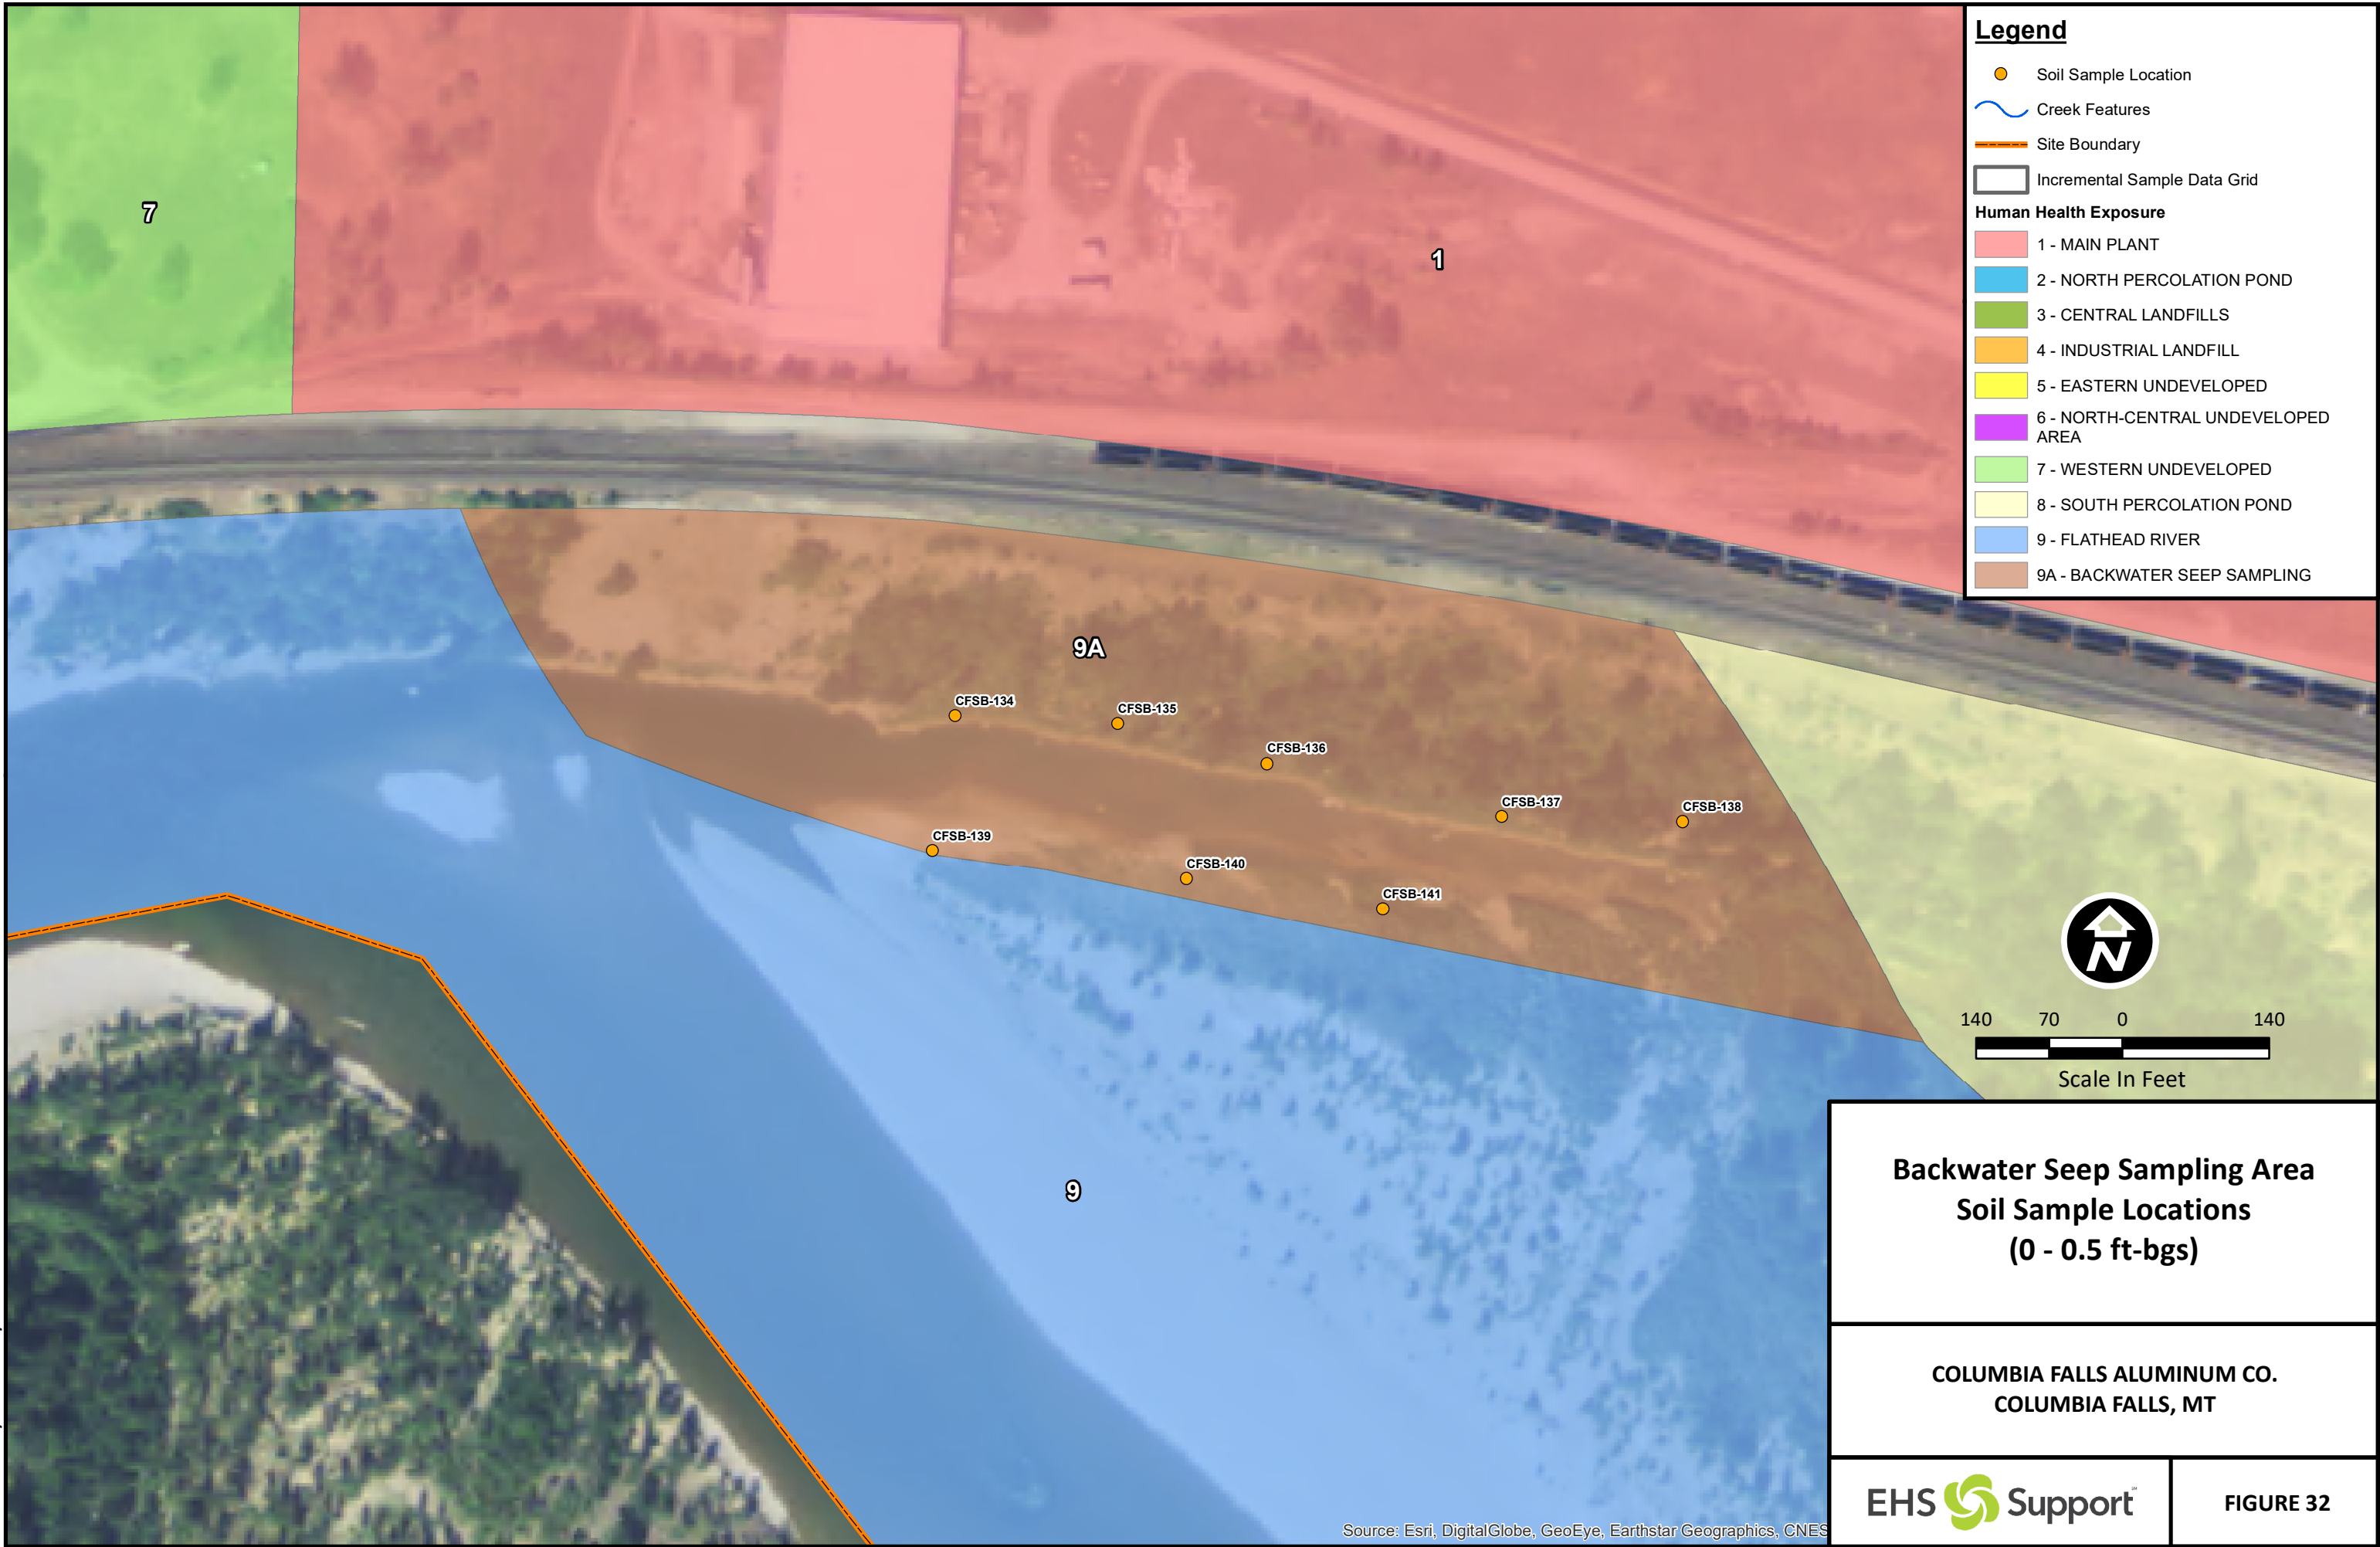 Legend
Soil Sample Location
Creek Features
Site Boundary
Incremental Sample Data Grid
Human Health Exposure
1 - MAIN PLANT
2 - NORTH PERCOLATION POND
3 - CENTRAL LANDFILLS
4 - INDUSTRIAL LANDFILL
5 - EASTERN UNDEVELOPED
6 - NORTH-CENTRAL UNDEVELOPED
AREA
7 - WESTERN UNDEVELOPED
8 - SOUTH PERCOLATION POND
9 - FLATHEAD RIVER
9A - BACKWATER SEEP SAMPLING
7
1
9A
CFSB-134
CFSB-135
CFSB-136
CFSB-137
CFSB-138
CFSB-139
CFSB-140
CFSB-141
9
N
140 70 0 140
Scale In Feet
Backwater Seep Sampling Area
Soil Sample Locations
(0 - 0.5 ft-bgs)
COLUMBIA FALLS ALUMINUM CO.
COLUMBIA FALLS, MT
EHS Support SM
FIGURE 32
Source: Esri, DigitalGlobe, GeoEye, Earthstar Geographics, CNES